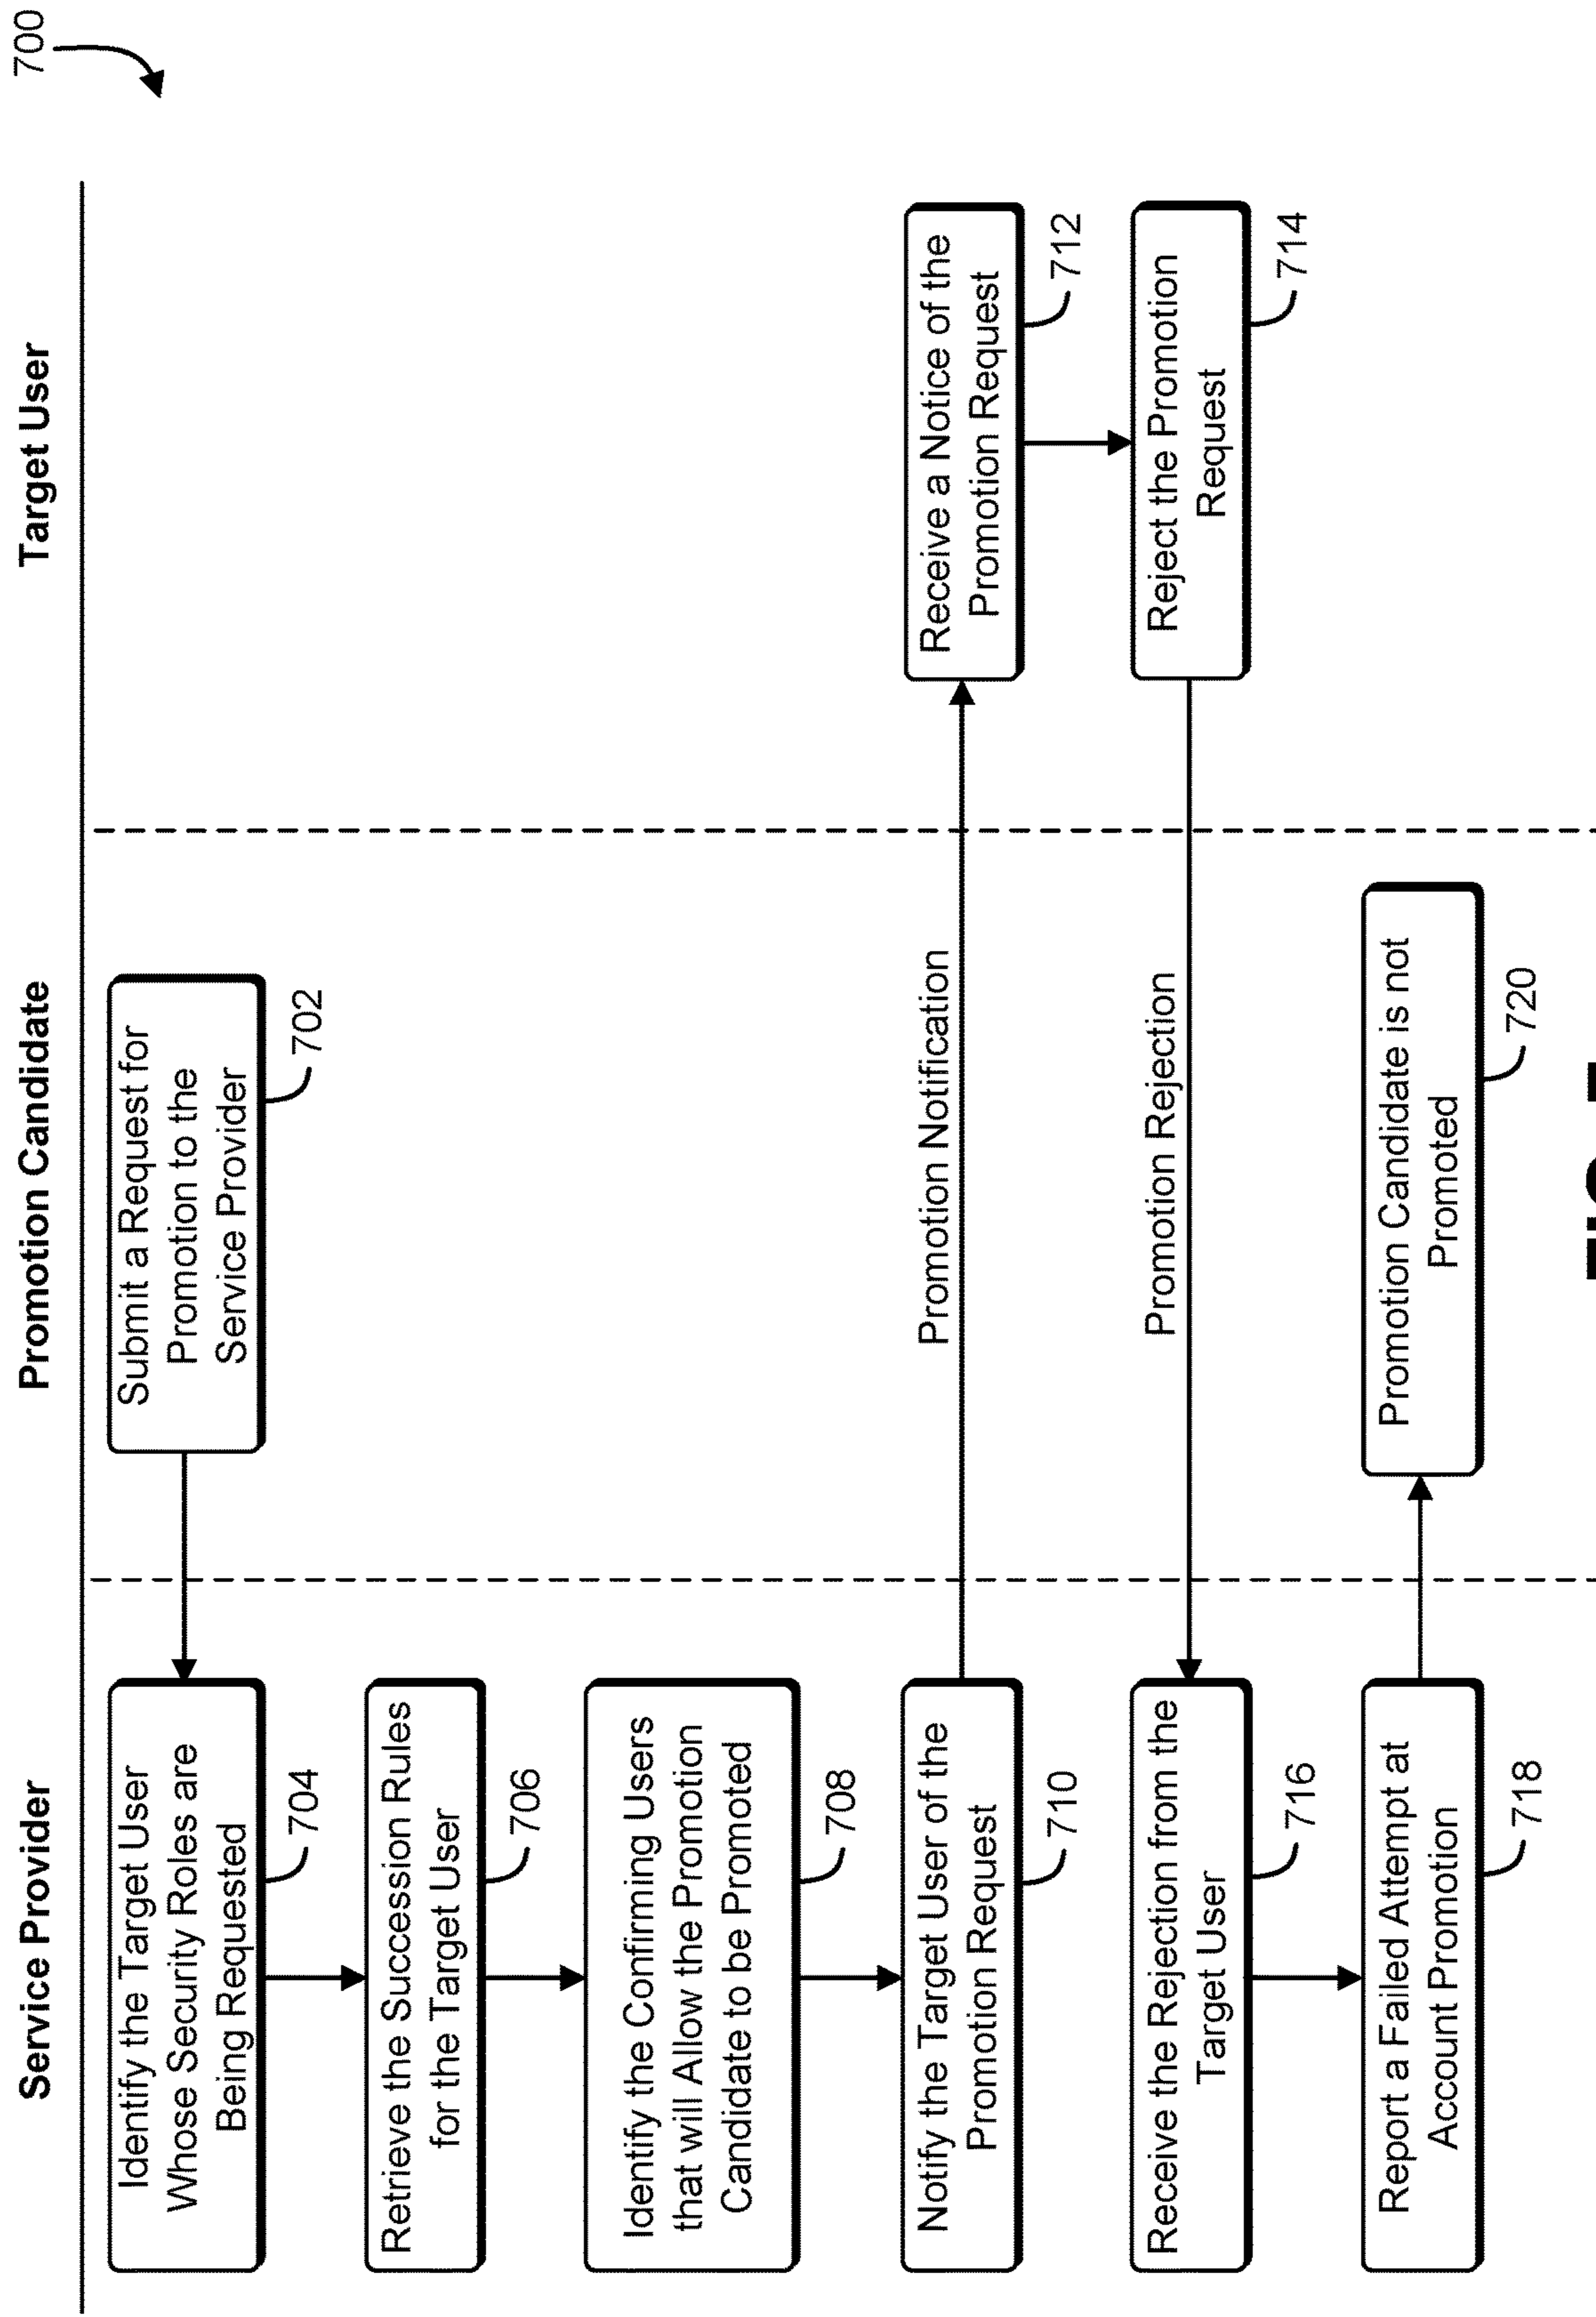 700
Service Provider
Promotion Candidate
Target User
Submit a Request for
Promotion to the
Service Provider
702
Identify the Target User
Whose Security Roles are
Being Requested
704
Retrieve the Succession Rules
for the Target User
706
Identify the Confirming Users
that will Allow the Promotion
Candidate to be Promoted
708
Notify the Target User of the
Promotion Request
710
Promotion Notification
Receive a Notice of the
Promotion Request
712
Reject the Promotion
Request
714
Promotion Rejection
Receive the Rejection from the
Target User
716
Report a Failed Attempt at
Account Promotion
718
Promotion Candidate is not
Promoted
720